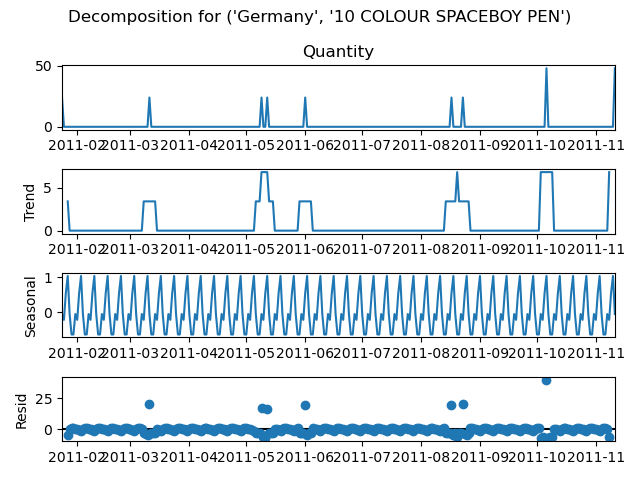 Decomposition for ('Germany', '10 COLOUR SPACEBOY PEN')
Quantity
50
0
2011-02 2011-03 2011-04 2011-05 2011-06 2011-07 2011-08 2011-09 2011-10 2011-11
Trend
5
0
2011-02 2011-03 2011-04 2011-05 2011-06 2011-07 2011-08 2011-09 2011-10 2011-11
Seasonal
1
0
2011-02 2011-03 2011-04 2011-05 2011-06 2011-07 2011-08 2011-09 2011-10 2011-11
Resid
25
0
2011-02 2011-03 2011-04 2011-05 2011-06 2011-07 2011-08 2011-09 2011-10 2011-11